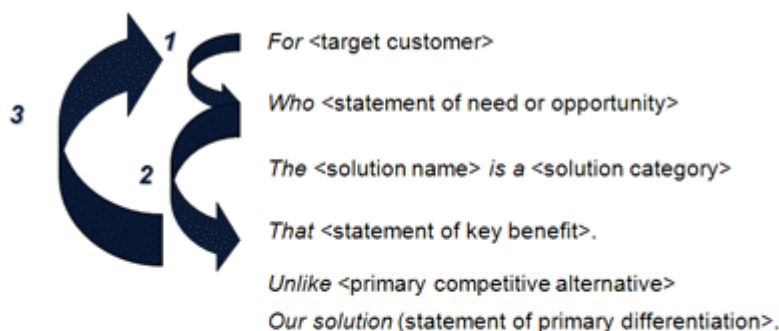 1 For <target customer>
3 Who <statement of need or opportunity>
2 The <solution name> is a <solution category>
That <statement of key benefit>.
Unlike <primary competitive alternative>
Our solution (statement of primary differentiation>.